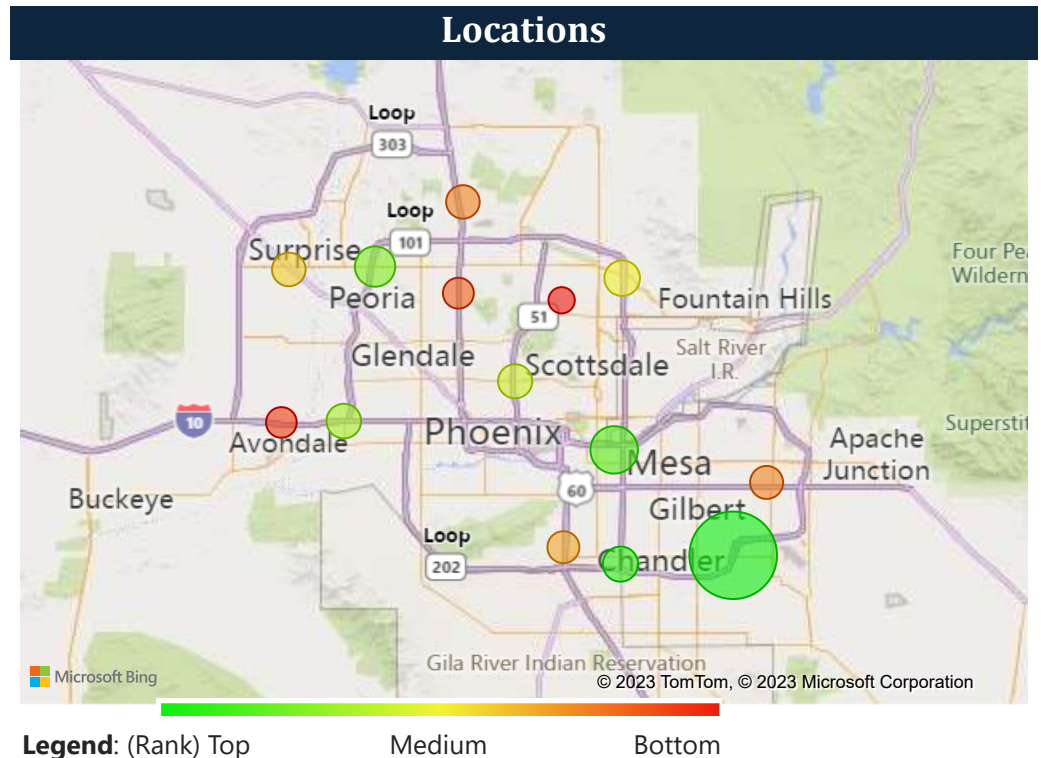 Locations
Loop
303
Loop
101
Surprise
Four Pea
Wildern
Peoria
Fountain Hills
51
Salt River
I.R.
Glendale
Scottsdale
10
Avondale
Phoenix
Superstit
Apache
Junction
Mesa
60
Buckeye
Gilbert
Loop
202
Chandler
Gila River Indian Reservation
Microsoft Bing
© 2023 TomTom, © 2023 Microsoft Corporation
Legend: (Rank) Top Medium Bottom